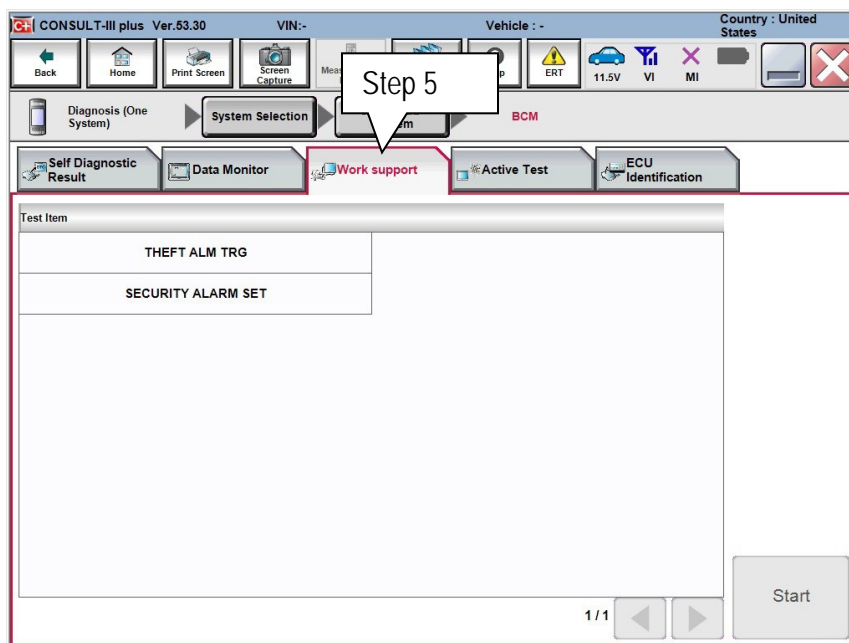 CONSULT-III plus Ver.53.30
VIN:-
Vehicle : -
Country : United
States
Back
Home
Print Screen
Screen
Capture
ERT
11.5V
VI
MI
Step 5
Diagnosis (One
System)
System Selection
BCM
Self Diagnostic
Result
Data Monitor
Work support
Active Test
ECU
Identification
Test Item
THEFT ALM TRG
SECURITY ALARM SET
1/1
Start